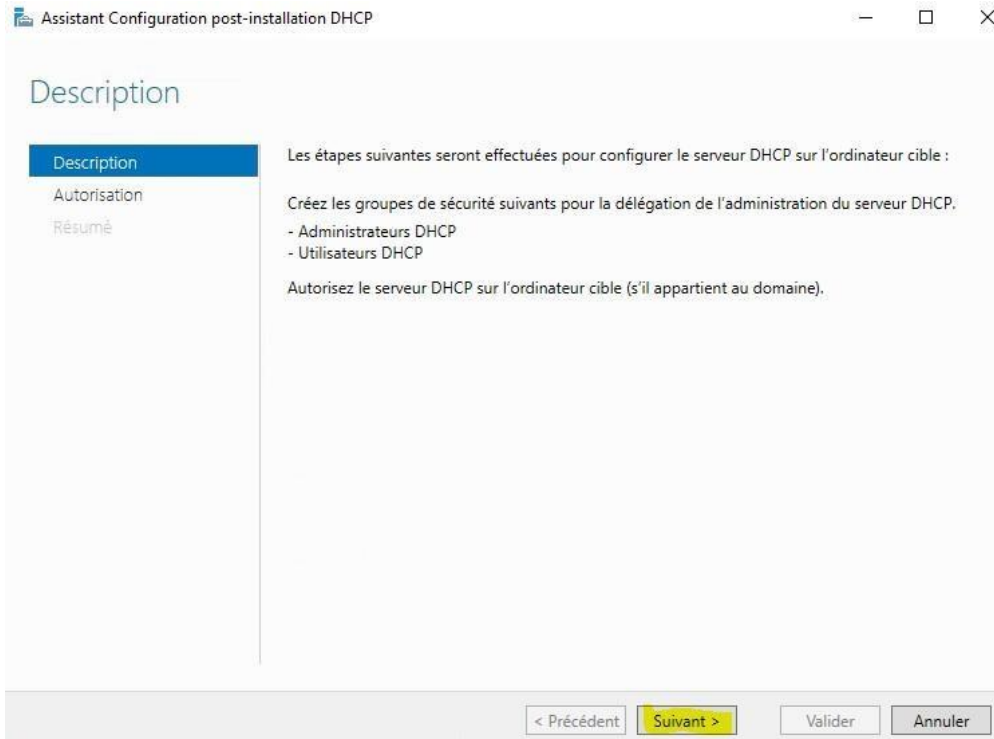 Assistant Configuration post-installation DHCP
Description
Description
Autorisation
Résumé
Les étapes suivantes seront effectuées pour configurer le serveur DHCP sur l'ordinateur cible :
Créez les groupes de sécurité suivants pour la délégation de l'administration du serveur DHCP.
- Administrateurs DHCP
- Utilisateurs DHCP
Autorisez le serveur DHCP sur l'ordinateur cible (s'il appartient au domaine).
< Précédent
Suivant >
Valider
Annuler